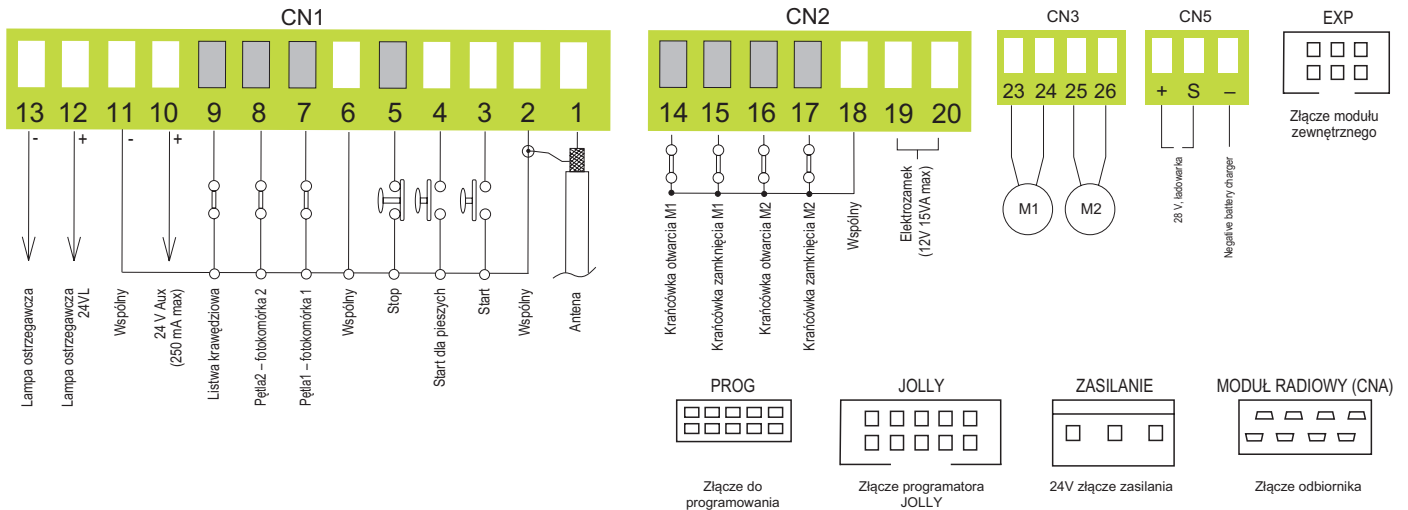 CN1
13 12 11 10 9 8 7 6 5 4 3 2 1
- + - +
Lampa ostrzegawcza
Lampa ostrzegawcza
24VL
Wspólny
24 V Aux
(250 mA max)
Listwa krawędziowa
Pętla2 – fotokomórka 2
Pętla1 – fotokomórka 1
Wspólny
Stop
Start dla pieszych
Start
Wspólny
Antena
CN2
14 15 16 17 18 19 20
Krańcówka otwarcia M1
Krańcówka zamknięcia M1
Krańcówka otwarcia M2
Krańcówka zamknięcia M2
Wspólny
Elektrozamek
(12V 15VA max)
CN3
23 24 25 26
M1 M2
CN5
+ S –
28 V, ładowarka
Negative battery charger
EXP
Złącze modułu
zewnętrznego
PROG
Złącze do
programowania
JOLLY
Złącze programatora
JOLLY
ZASILANIE
24V złącze zasilania
MODUŁ RADIOWY (CNA)
Złącze odbiornika